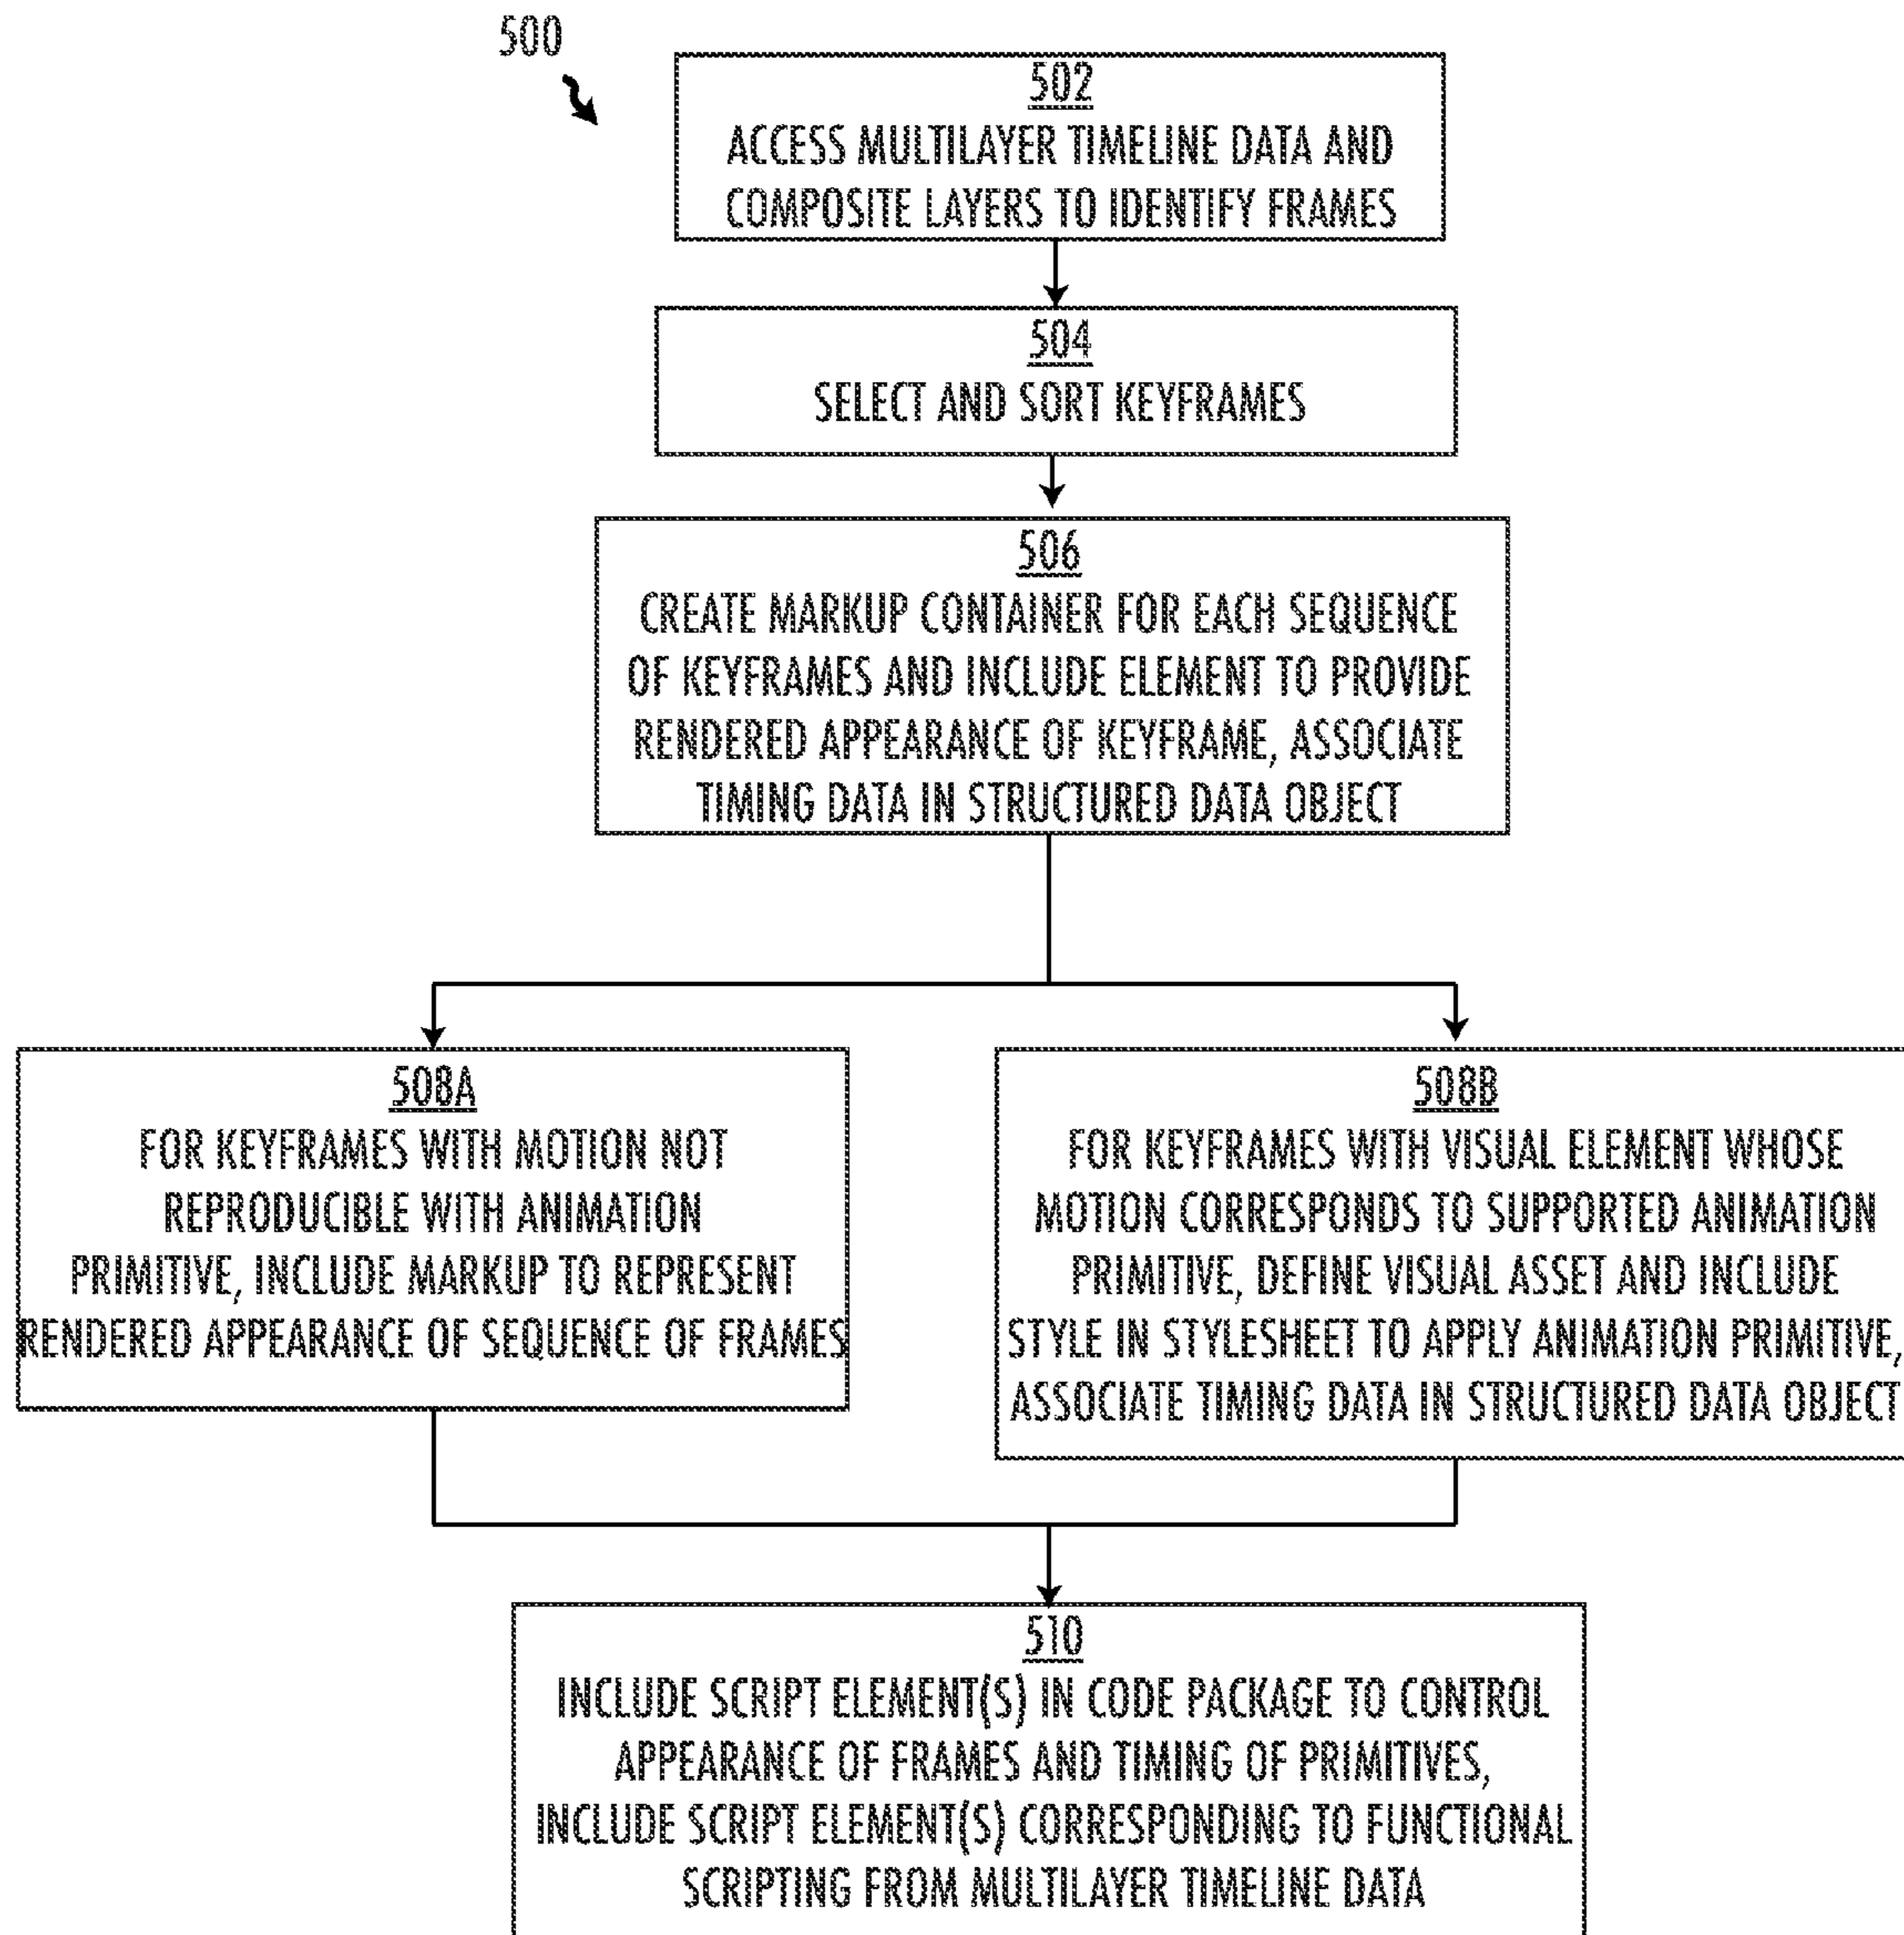 500
502
ACCESS MULTILAYER TIMELINE DATA AND
COMPOSITE LAYERS TO IDENTIFY FRAMES
504
SELECT AND SORT KEYFRAMES
506
CREATE MARKUP CONTAINER FOR EACH SEQUENCE
OF KEYFRAMES AND INCLUDE ELEMENT TO PROVIDE
RENDERED APPEARANCE OF KEYFRAME, ASSOCIATE
TIMING DATA IN STRUCTURED DATA OBJECT
508A
FOR KEYFRAMES WITH MOTION NOT
REPRODUCIBLE WITH ANIMATION
PRIMITIVE, INCLUDE MARKUP TO REPRESENT
RENDERED APPEARANCE OF SEQUENCE OF FRAMES
508B
FOR KEYFRAMES WITH VISUAL ELEMENT WHOSE
MOTION CORRESPONDS TO SUPPORTED ANIMATION
PRIMITIVE, DEFINE VISUAL ASSET AND INCLUDE
STYLE IN STYLESHEET TO APPLY ANIMATION PRIMITIVE,
ASSOCIATE TIMING DATA IN STRUCTURED DATA OBJECT
510
INCLUDE SCRIPT ELEMENT(S) IN CODE PACKAGE TO CONTROL
APPEARANCE OF FRAMES AND TIMING OF PRIMITIVES,
INCLUDE SCRIPT ELEMENT(S) CORRESPONDING TO FUNCTIONAL
SCRIPTING FROM MULTILAYER TIMELINE DATA